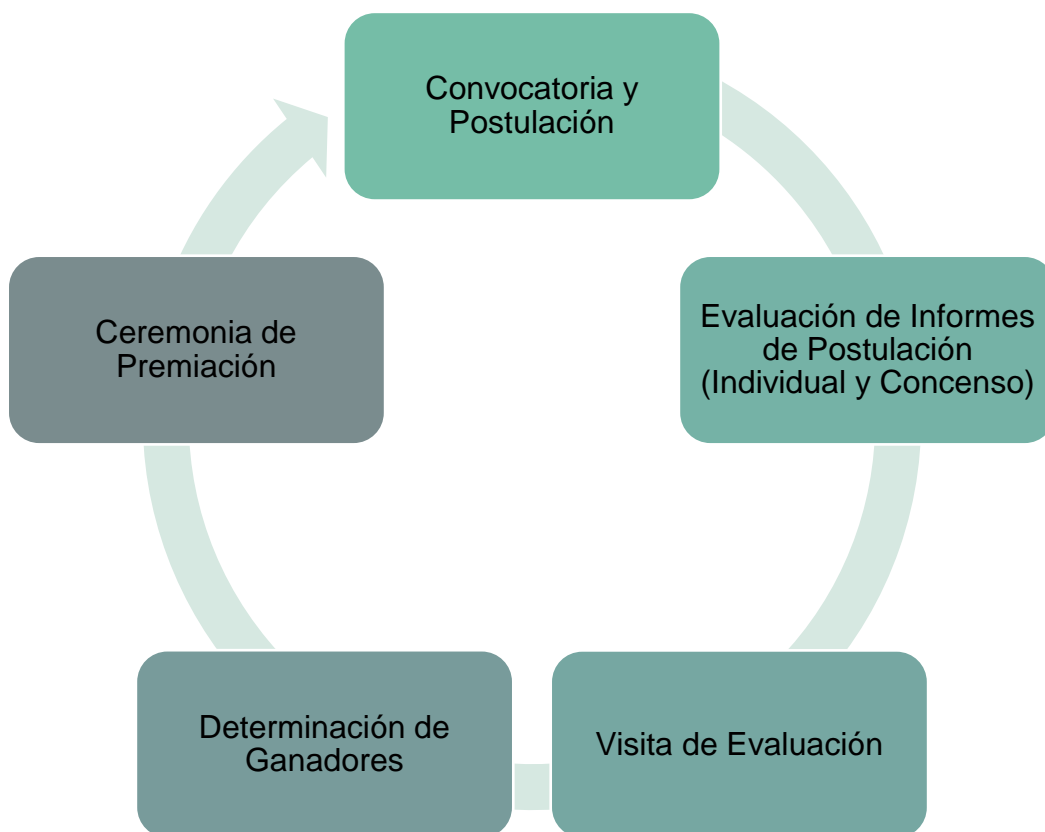 Convocatoria y
Postulación
Evaluación de Informes
de Postulación
(Individual y Concenso)
Visita de Evaluación
Determinación de
Ganadores
Ceremonia de
Premiación